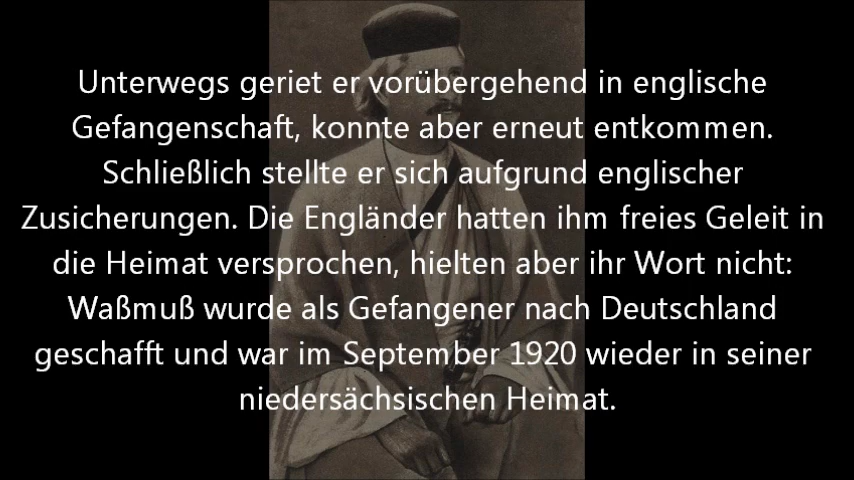 Unterwegs geriet er vorübergehend in englische
Gefangenschaft, konnte aber erneut entkommen.
Schließlich stellte er sich aufgrund englischer
Zusicherungen. Die Engländer hatten ihm freies Geleit in
die Heimat versprochen, hielten aber ihr Wort nicht:
Waßmuß wurde als Gefangener nach Deutschland
geschafft und war im September 1920 wieder in seiner
niedersächsischen Heimat.